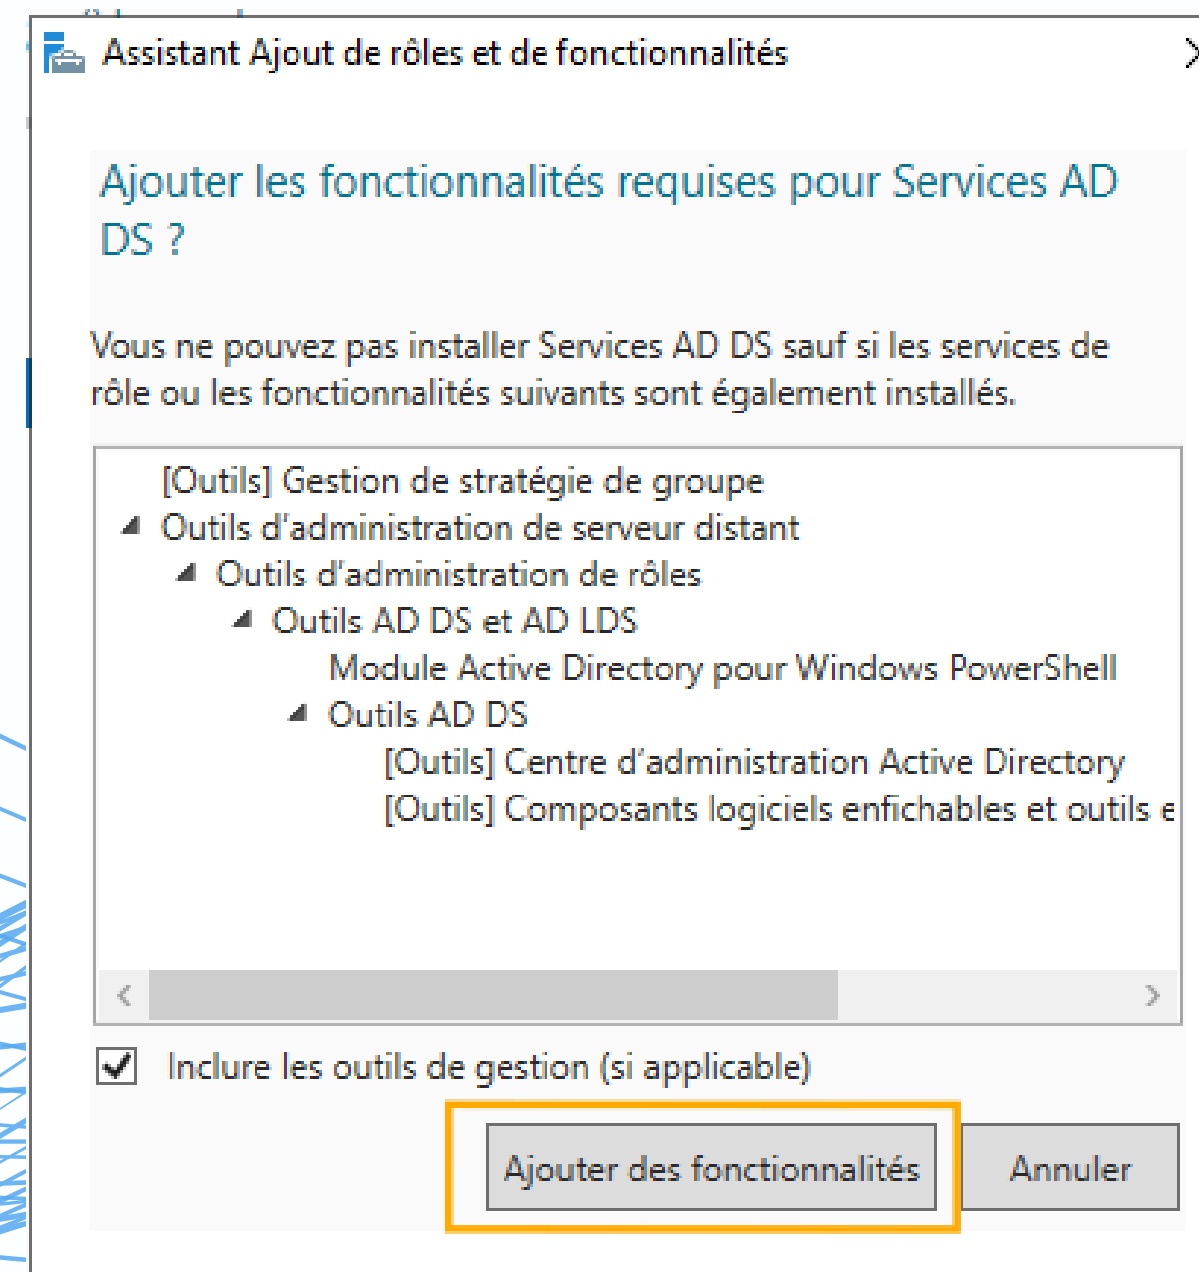 Assistant Ajout de rôles et de fonctionnalités
Ajouter les fonctionnalités requises pour Services AD
DS ?
Vous ne pouvez pas installer Services AD DS sauf si les services de
rôle ou les fonctionnalités suivants sont également installés.
[Outils] Gestion de stratégie de groupe
Outils d'administration de serveur distant
Outils d'administration de rôles
Outils AD DS et AD LDS
Module Active Directory pour Windows PowerShell
Outils AD DS
[Outils] Centre d'administration Active Directory
[Outils] Composants logiciels enfichables et outils e
Inclure les outils de gestion (si applicable)
Ajouter des fonctionnalités
Annuler